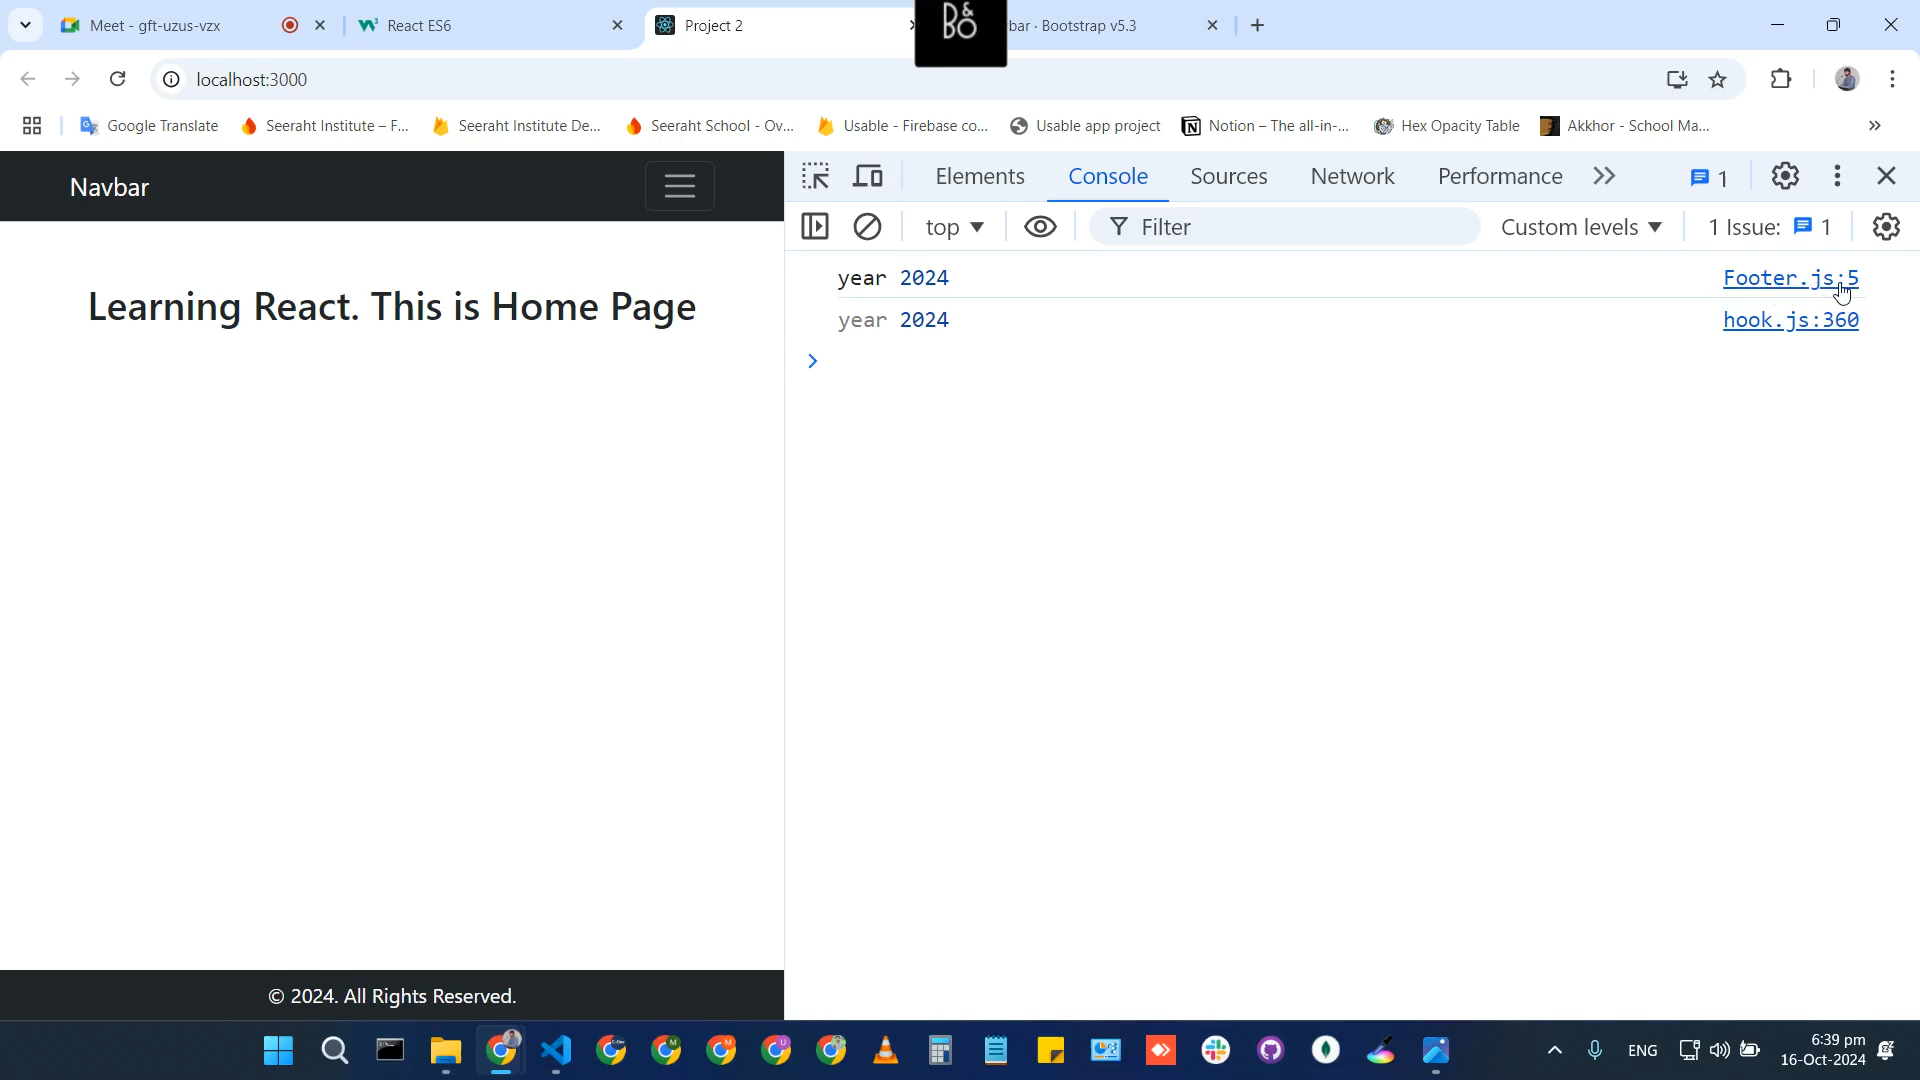 Meet - gft-uzus-vzx
React ES6
Project 2
B&O
bar · Bootstrap v5.3
localhost:3000
Google Translate
Seeraht Institute – F...
Seeraht Institute De...
Seeraht School - Ov...
Usable - Firebase co...
Usable app project
Notion – The all-in-...
Hex Opacity Table
Akkhor - School Ma...
Navbar
Elements
Console
Sources
Network
Performance
1
top
Filter
Custom levels
1 Issue: 1
year 2024 Footer.js:5
year 2024 hook.js:360
Learning React. This is Home Page
© 2024. All Rights Reserved.
ENG
6:39 pm
16-Oct-2024